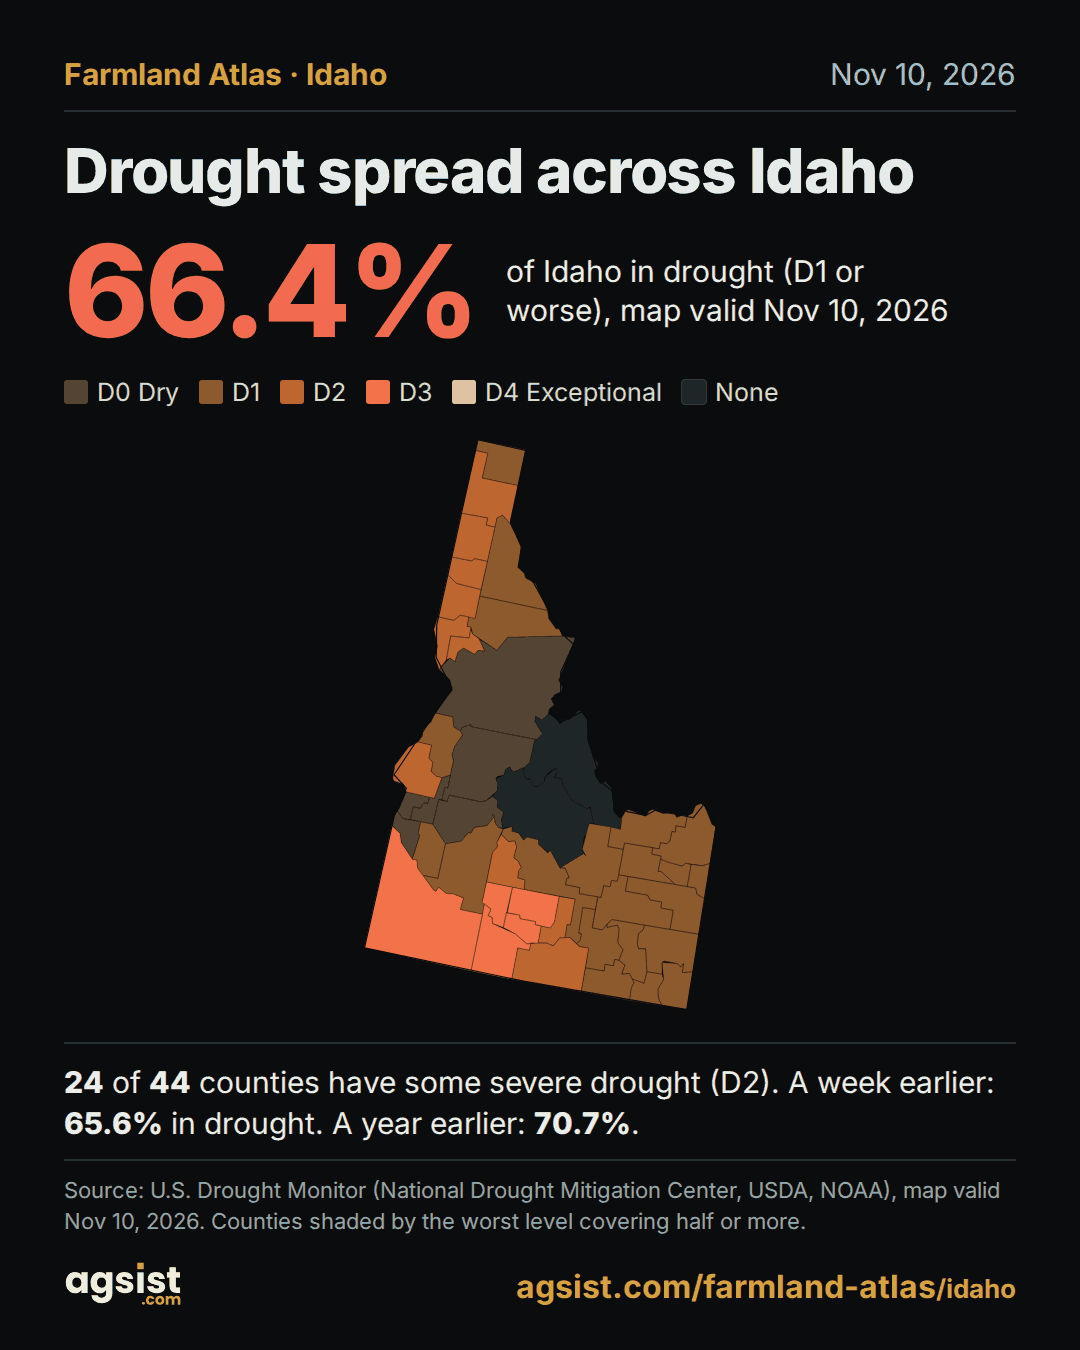 Farmland Atlas · Idaho
Nov 10, 2026
Drought spread across Idaho
66.4%
of Idaho in drought (D1 or
worse), map valid Nov 10, 2026
D0 Dry D1 D2 D3 D4 Exceptional None
24 of 44 counties have some severe drought (D2). A week earlier:
65.6% in drought. A year earlier: 70.7%.
Source: U.S. Drought Monitor (National Drought Mitigation Center, USDA, NOAA), map valid
Nov 10, 2026. Counties shaded by the worst level covering half or more.
agsist
.com
agsist.com/farmland-atlas/idaho